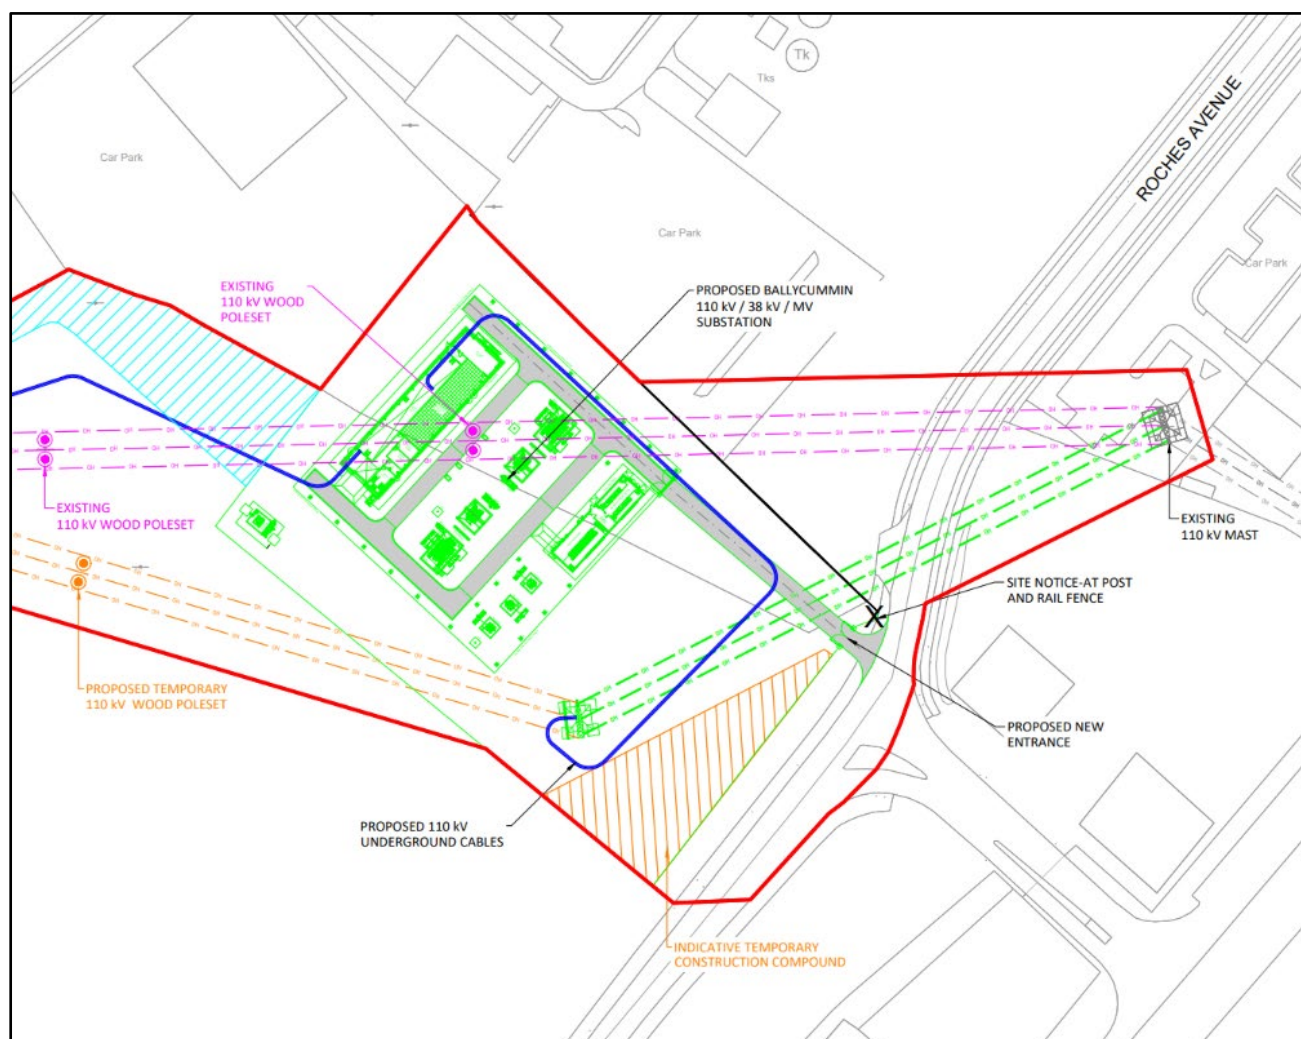 Tk
Tks
ROCHES AVENUE
Car Park
Car Park
Car Park
EXISTING
110 kV WOOD
POLESET
PROPOSED BALLYCUMMIN
110 kV / 38 kV / MV
SUBSTATION
EXISTING
110 kV WOOD POLESET
EXISTING
110 kV MAST
SITE NOTICE-AT POST
AND RAIL FENCE
PROPOSED TEMPORARY
110 kV WOOD POLESET
PROPOSED NEW
ENTRANCE
PROPOSED 110 kV
UNDERGROUND CABLES
INDICATIVE TEMPORARY
CONSTRUCTION COMPOUND